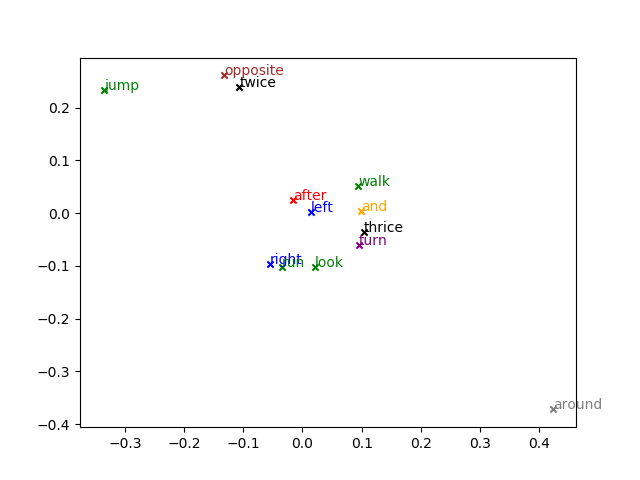 opposite
twice
jump
0.2
0.1
walk
after
and
left
0.0
thrice
turn
right
run
look
−0.1
−0.2
−0.3
around
−0.4
−0.3
−0.2
−0.1
0.0
0.1
0.2
0.3
0.4